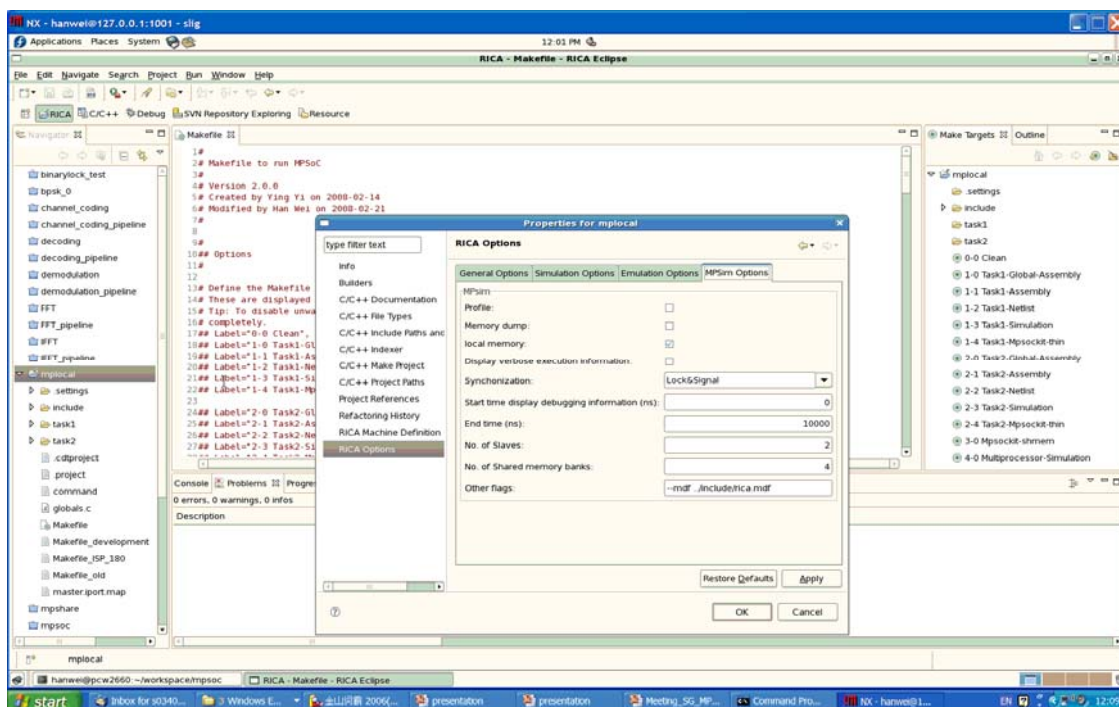 NX - hanwei@127.0.0.1:1001 - slig
Applications Places System
12:01 PM
RICA - Makefile - RICA Eclipse
File Edit Navigate Search Project Run Window Help
RICA C/C++ Debug SVN Repository Exploring Resource
Navigator
binarylock_test
bpsk_0
channel_coding
channel_coding_pipeline
decoding
decoding_pipeline
demodulation
demodulation_pipeline
FFT
FFT_pipeline
IFFT
IFFT_pipeline
mplocal
.settings
include
task1
task2
.cdtproject
.project
command
globals.c
Makefile
Makefile_development
Makefile_ISP_180
Makefile_old
master.iport.map
mpshare
mpsoc
Makefile
1#
2# Makefile to run MPSoC
3#
4# Version 2.0.0
5# Created by Ying Yi on 2008-02-14
6# Modified by Han Wei on 2008-02-21
7#
8
9#
10## Options
11#
12
13# Define the Makefile
14# These are displayed
15# Tip: To disable unwa
16# completely.
17## Label="0-0 Clean",
18## Label="1-0 Task1-Gl
19## Label="1-1 Task1-As
20## Label="1-2 Task1-Ne
21## Label="1-3 Task1-Si
22## Label="1-4 Task1-Mp
23
24## Label="2-0 Task2-Gl
25## Label="2-1 Task2-As
26## Label="2-2 Task2-Ne
27## Label="2-3 Task2-Si
Console Problems Progre
0 errors, 0 warnings, 0 infos
Description
Properties for mplocal
type filter text
Info
Builders
C/C++ Documentation
C/C++ File Types
C/C++ Include Paths and
C/C++ Indexer
C/C++ Make Project
C/C++ Project Paths
Project References
Refactoring History
RICA Machine Definition
RICA Options
RICA Options
General Options Simulation Options Emulation Options MPSim Options
MPsim
Profile:
Memory dump:
local memory:
Display verbose execution information:
Synchonization: Lock&Signal
Start time display debugging information (ns): 0
End time (ns): 10000
No. of Slaves: 2
No. of Shared memory banks: 4
Other flags: --mdf ../include/rica.mdf
Restore Defaults Apply
OK Cancel
Make Targets Outline
mplocal
.settings
include
task1
task2
0-0 Clean
1-0 Task1-Global-Assembly
1-1 Task1-Assembly
1-2 Task1-Netlist
1-3 Task1-Simulation
1-4 Task1-Mpsockit-thin
2-0 Task2-Global-Assembly
2-1 Task2-Assembly
2-2 Task2-Netlist
2-3 Task2-Simulation
2-4 Task2-Mpsockit-thin
3-0 Mpsockit-shmem
4-0 Multiprocessor-Simulation
mplocal
hanwei@pcw2660:~/workspace/mpsoc RICA - Makefile - RICA Eclipse
start Inbox for s0340... 3 Windows E... 金山词霸 2006(... presentation presentation Meeting_SG_MP... Command Pro... NX - hanwei@1... EN 12:05